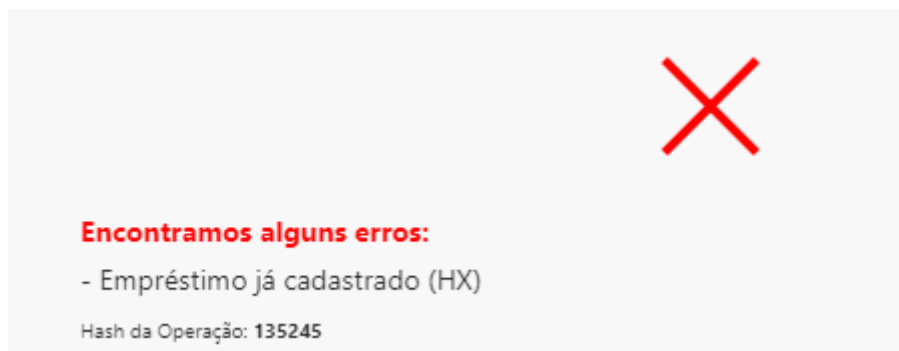 Encontramos alguns erros:
- Empréstimo já cadastrado (HX)
Hash da Operação: 135245